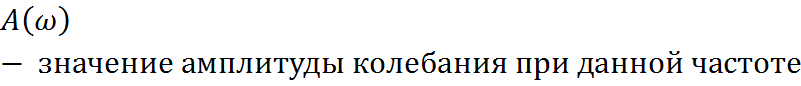 𝐴(𝜔)
− значение амплитуды колебания при данной частоте